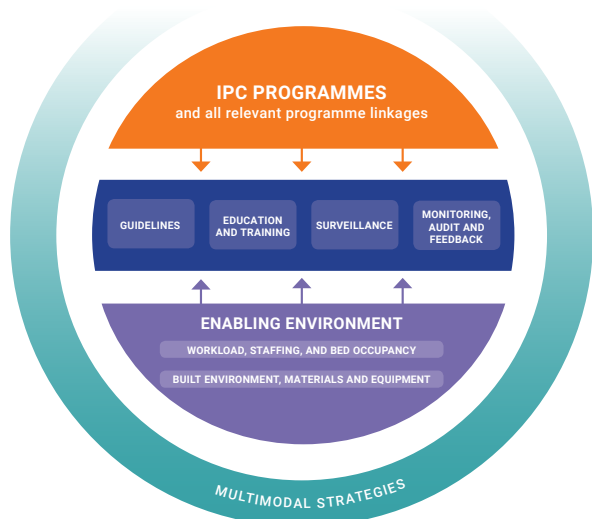 IPC PROGRAMMES
and all relevant programme linkages
GUIDELINES
EDUCATION
AND TRAINING
SURVEILLANCE
MONITORING,
AUDIT AND
FEEDBACK
ENABLING ENVIRONMENT
WORKLOAD, STAFFING, AND BED OCCUPANCY
BUILT ENVIRONMENT, MATERIALS AND EQUIPMENT
MULTIMODAL STRATEGIES